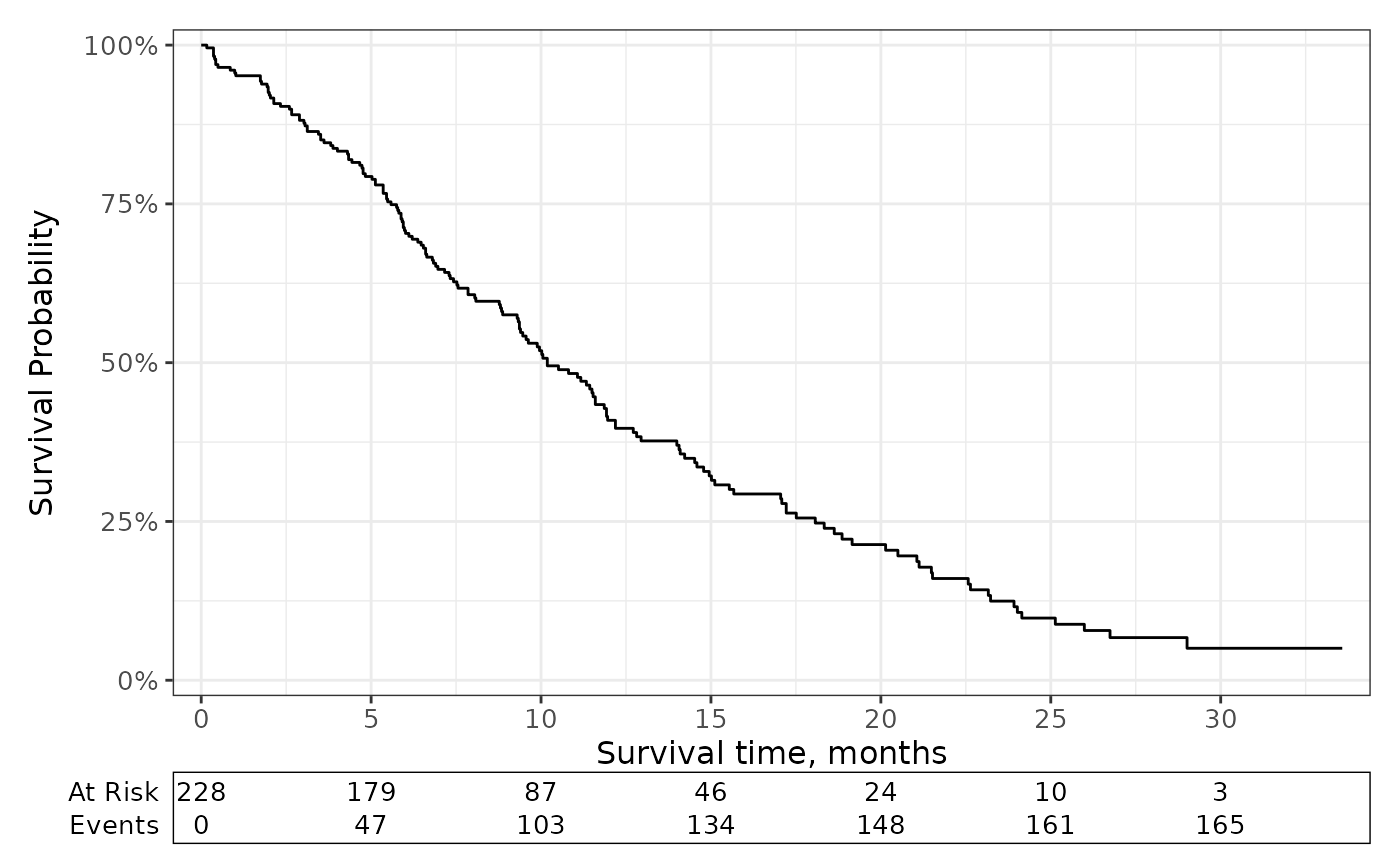 100%
75%
50%
25%
0%
Survival Probability
0 5 10 15 20 25 30
Survival time, months
At Risk 228 179 87 46 24 10 3
Events 0 47 103 134 148 161 165